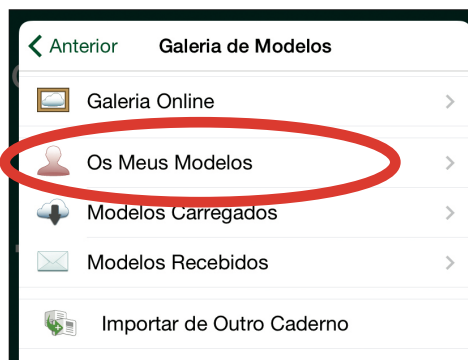 Anterior Galeria de Modelos
Galeria Online
Os Meus Modelos
Modelos Carregados
Modelos Recebidos
Importar de Outro Caderno